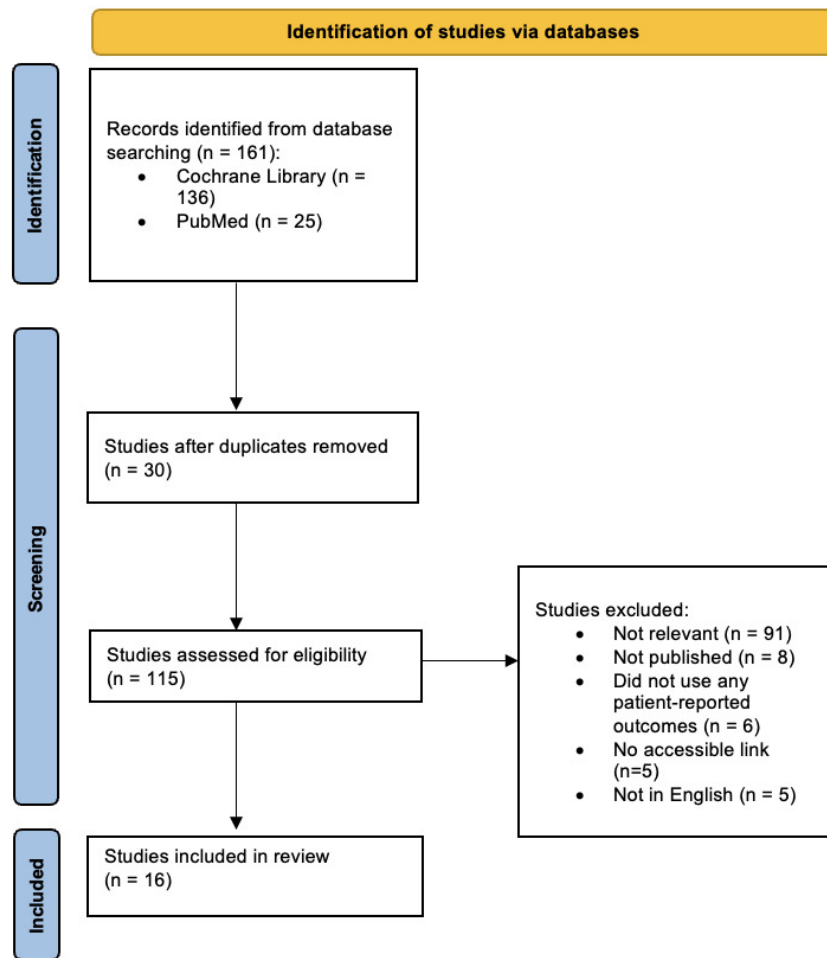 Identification of studies via databases
Identification
Records identified from database
searching (n = 161):
• Cochrane Library (n =
136)
• PubMed (n = 25)
Screening
Studies after duplicates removed
(n = 30)
Studies assessed for eligibility
(n = 115)
Studies excluded:
• Not relevant (n = 91)
• Not published (n = 8)
• Did not use any
patient-reported
outcomes (n = 6)
• No accessible link
(n=5)
• Not in English (n = 5)
Included
Studies included in review
(n = 16)